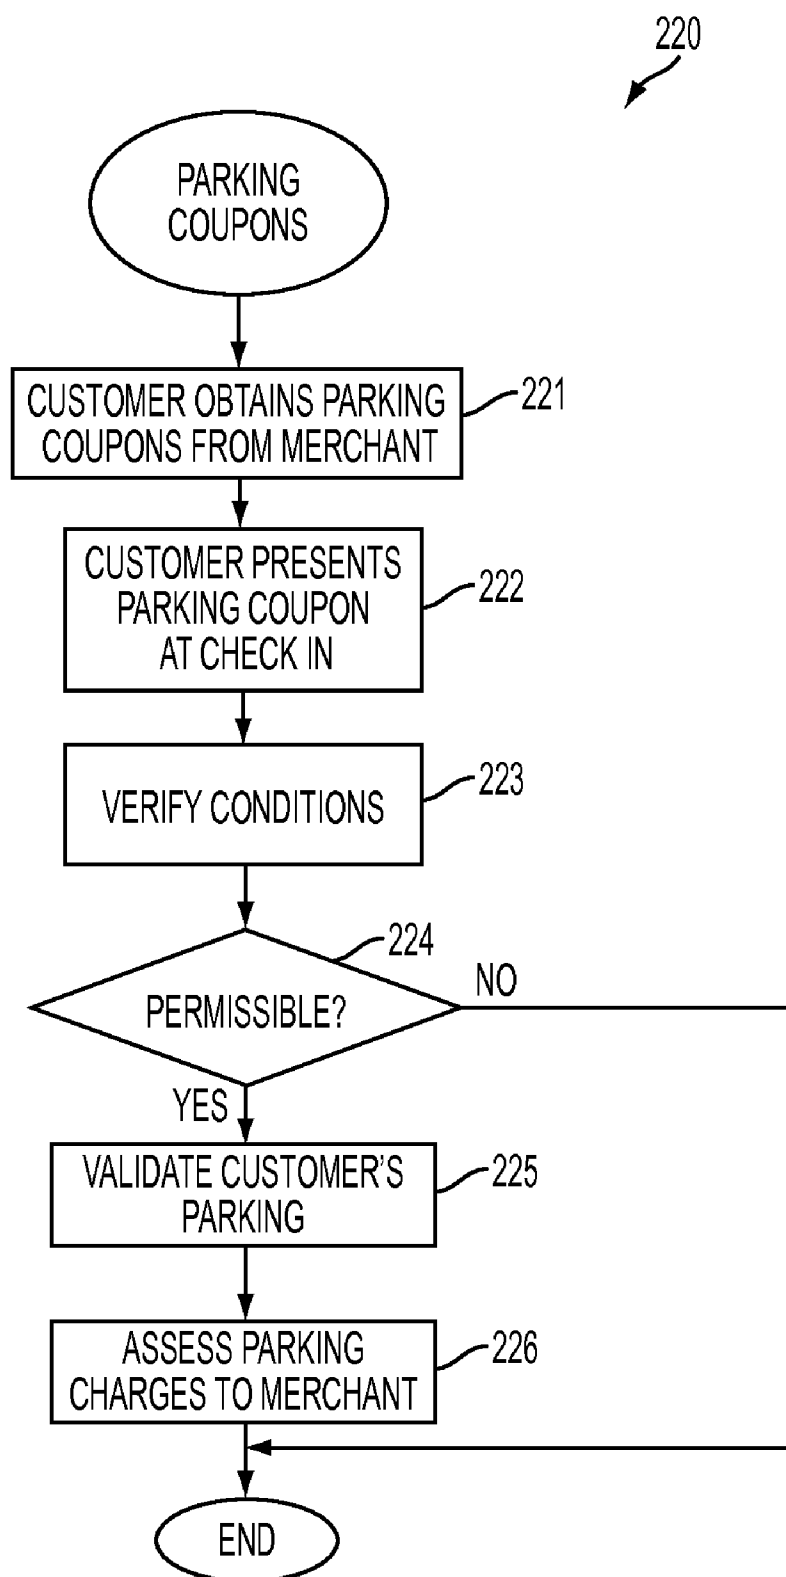 220
PARKING
COUPONS
CUSTOMER OBTAINS PARKING
COUPONS FROM MERCHANT
221
CUSTOMER PRESENTS
PARKING COUPON
AT CHECK IN
222
VERIFY CONDITIONS
223
224
PERMISSIBLE?
NO
YES
VALIDATE CUSTOMER'S
PARKING
225
ASSESS PARKING
CHARGES TO MERCHANT
226
END